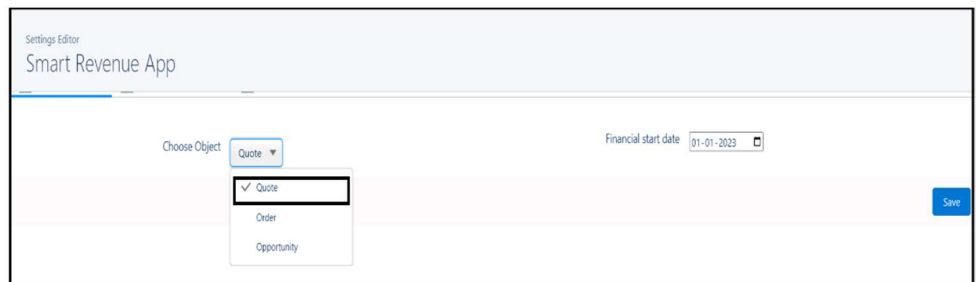 Settings Editor
Smart Revenue App
Choose Object
Quote
Financial start date
01-01-2023
Quote
Order
Opportunity
Save